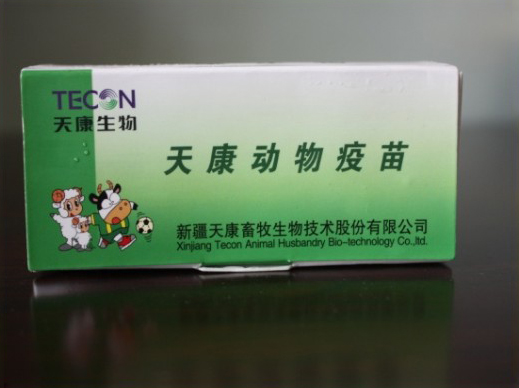 TECON
天康生物
天康动物疫苗
新疆天康畜牧生物技术股份有限公司
Xinjiang Tecon Animal Husbandry Bio-technology Co.,ltd.